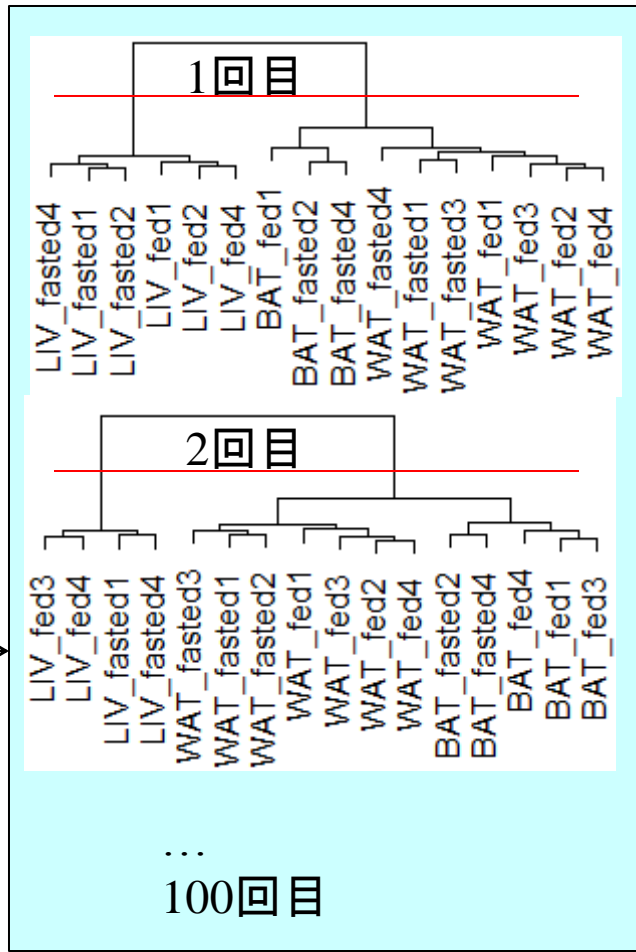 1回目
LIV_fasted4
LIV_fasted1
LIV_fasted2
LIV_fed1
LIV_fed2
LIV_fed4
BAT_fed1
BAT_fasted2
BAT_fasted4
WAT_fasted4
WAT_fasted1
WAT_fasted3
WAT_fed1
WAT_fed3
WAT_fed2
WAT_fed4
2回目
LIV_fed3
LIV_fed4
LIV_fasted1
LIV_fasted4
WAT_fasted3
WAT_fasted1
WAT_fasted2
WAT_fed1
WAT_fed3
WAT_fed2
WAT_fed4
BAT_fasted2
BAT_fasted4
BAT_fed4
BAT_fed1
BAT_fed3
…
100回目